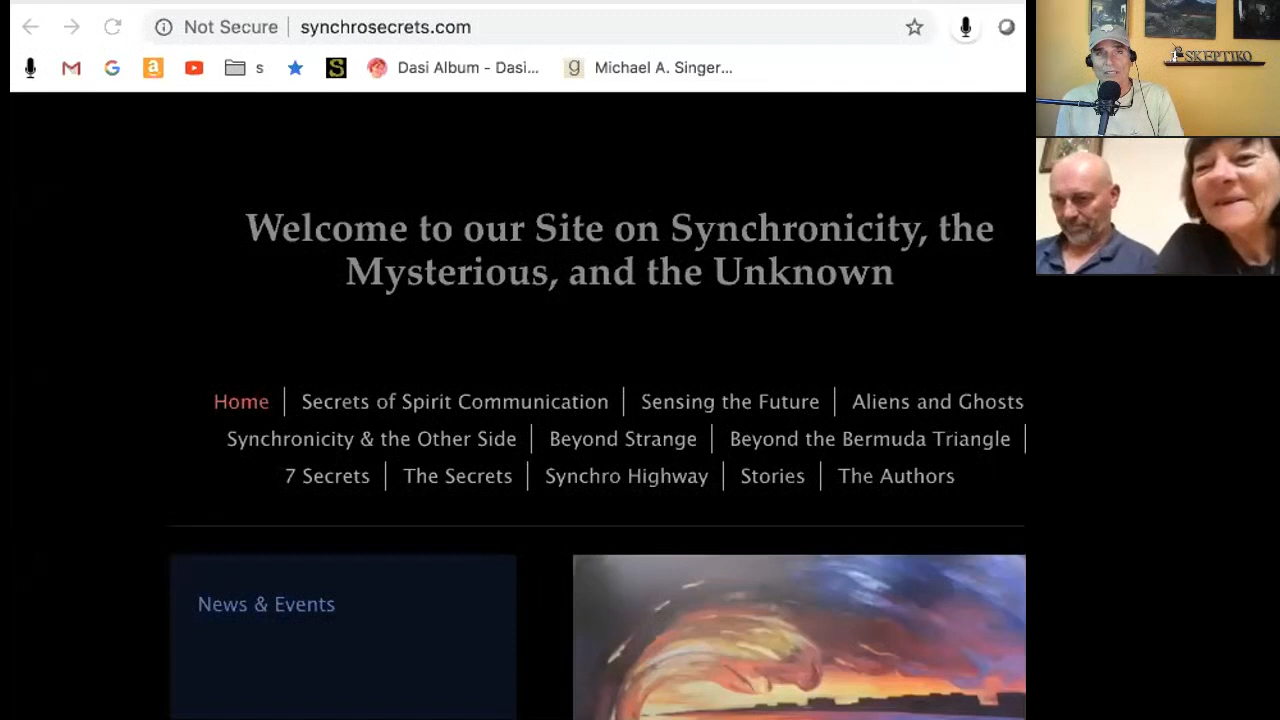 Not Secure synchrosecrets.com
s Dasi Album - Dasi... Michael A. Singer...
SKEPTIKO
Welcome to our Site on Synchronicity, the
Mysterious, and the Unknown
Home Secrets of Spirit Communication Sensing the Future Aliens and Ghosts
Synchronicity & the Other Side Beyond Strange Beyond the Bermuda Triangle
7 Secrets The Secrets Synchro Highway Stories The Authors
News & Events